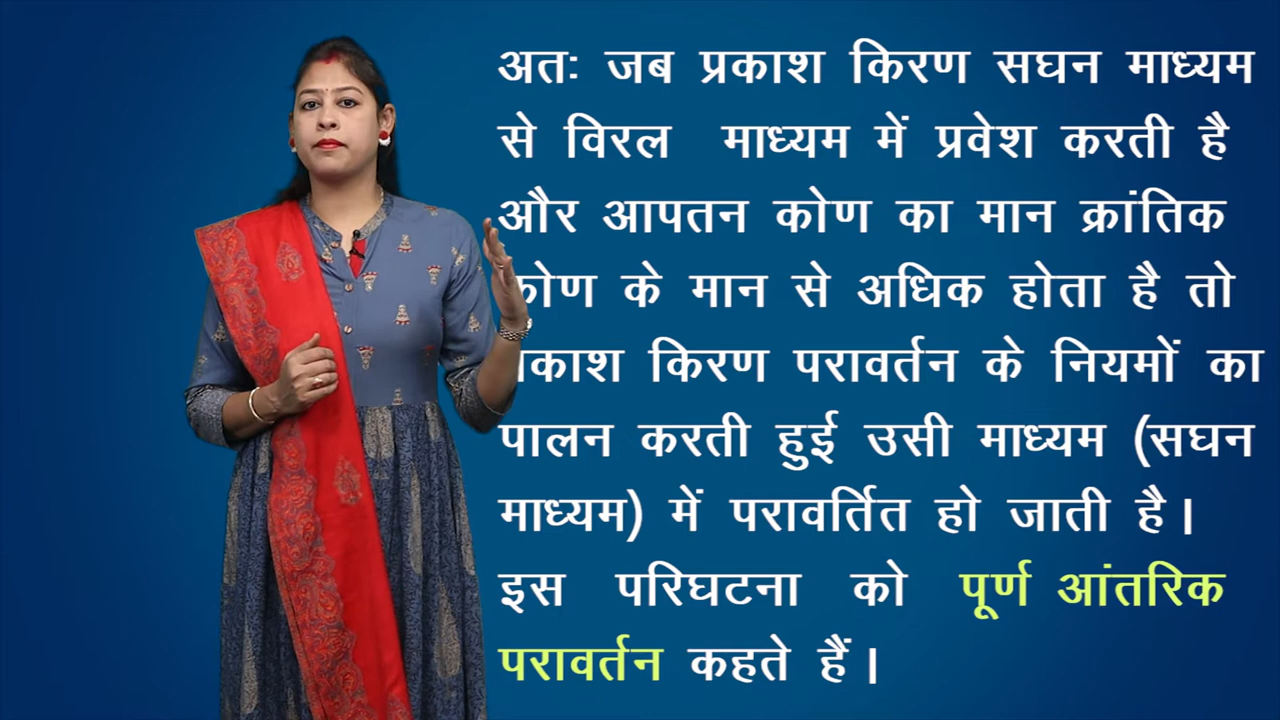 अतः जब प्रकाश किरण सघन माध्यम
से विरल माध्यम में प्रवेश करती है
और आपतन कोण का मान क्रांतिक
कोण के मान से अधिक होता है तो
प्रकाश किरण परावर्तन के नियमों का
पालन करती हुई उसी माध्यम (सघन
माध्यम) में परावर्तित हो जाती है।
इस परिघटना को पूर्ण आंतरिक
परावर्तन कहते हैं।